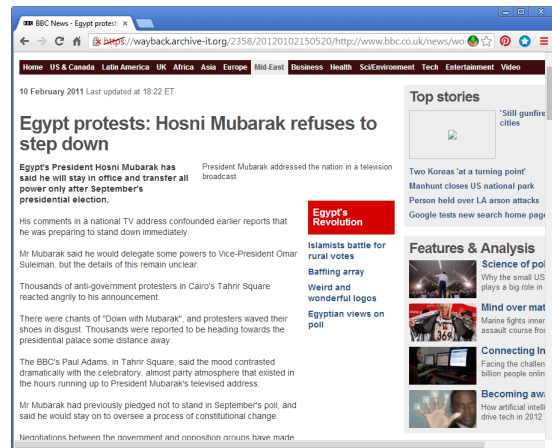 BBC News - Egypt protest:
https://wayback.archive-it.org/2358/20120102150520/http://www.bbc.co.uk/news/wo
Home US & Canada Latin America UK Africa Asia Europe Mid-East Business Health Sci/Environment Tech Entertainment Video
10 February 2011 Last updated at 18:22 ET
Egypt protests: Hosni Mubarak refuses to
step down
Egypt's President Hosni Mubarak has
said he will stay in office and transfer all
power only after September's
presidential election.
President Mubarak addressed the nation in a television
broadcast
His comments in a national TV address confounded earlier reports that
he was preparing to stand down immediately.
Mr Mubarak said he would delegate some powers to Vice-President Omar
Suleiman, but the details of this remain unclear.
Thousands of anti-government protesters in Cairo's Tahrir Square
reacted angrily to his announcement.
There were chants of "Down with Mubarak", and protesters waved their
shoes in disgust. Thousands were reported to be heading towards the
presidential palace some distance away.
The BBC's Paul Adams, in Tahrir Square, said the mood contrasted
dramatically with the celebratory, almost party atmosphere that existed in
the hours running up to President Mubarak's televised address.
Mr Mubarak had previously pledged not to stand in September's poll, and
said he would stay on to oversee a process of constitutional change.
Negotiations between the government and opposition groups have made
Egypt's
Revolution
Islamists battle for
rural votes
Baffling array
Weird and
wonderful logos
Egyptian views on
poll
Top stories
'Still gunfire
cities
Two Koreas 'at a turning point'
Manhunt closes US national park
Person held over LA arson attacks
Google tests new search home page
Features & Analysis
Science of pol
Why the small US
plays a big role in
Mind over mat
Marine fights inner
assault course from
369
Connecting In
Facing the challen
billion people onlin
Becoming awa
How artificial intelli
drive tech in 2012